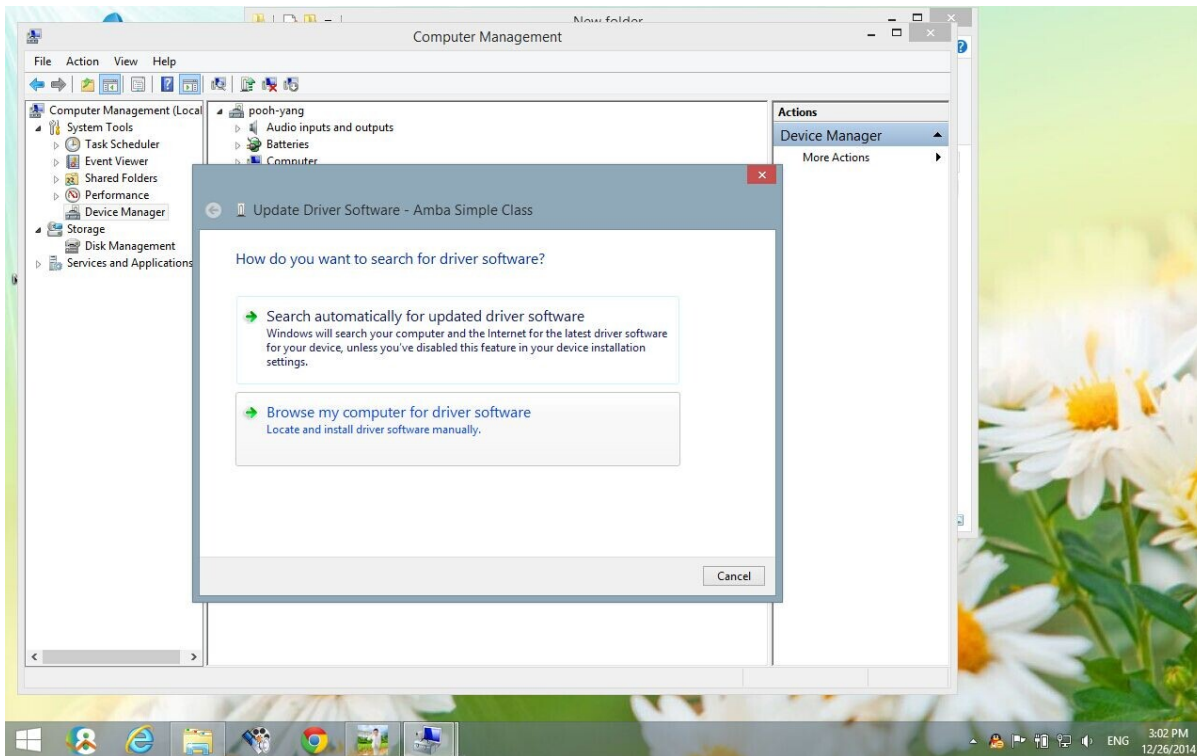 New folder
Computer Management
File Action View Help
Computer Management (Local
System Tools
Task Scheduler
Event Viewer
Shared Folders
Performance
Device Manager
Storage
Disk Management
Services and Applications
pooh-yang
Audio inputs and outputs
Batteries
Computer
Actions
Device Manager
More Actions
Update Driver Software - Amba Simple Class
How do you want to search for driver software?
Search automatically for updated driver software
Windows will search your computer and the Internet for the latest driver software
for your device, unless you've disabled this feature in your device installation
settings.
Browse my computer for driver software
Locate and install driver software manually.
Cancel
ENG
3:02 PM
12/26/2014